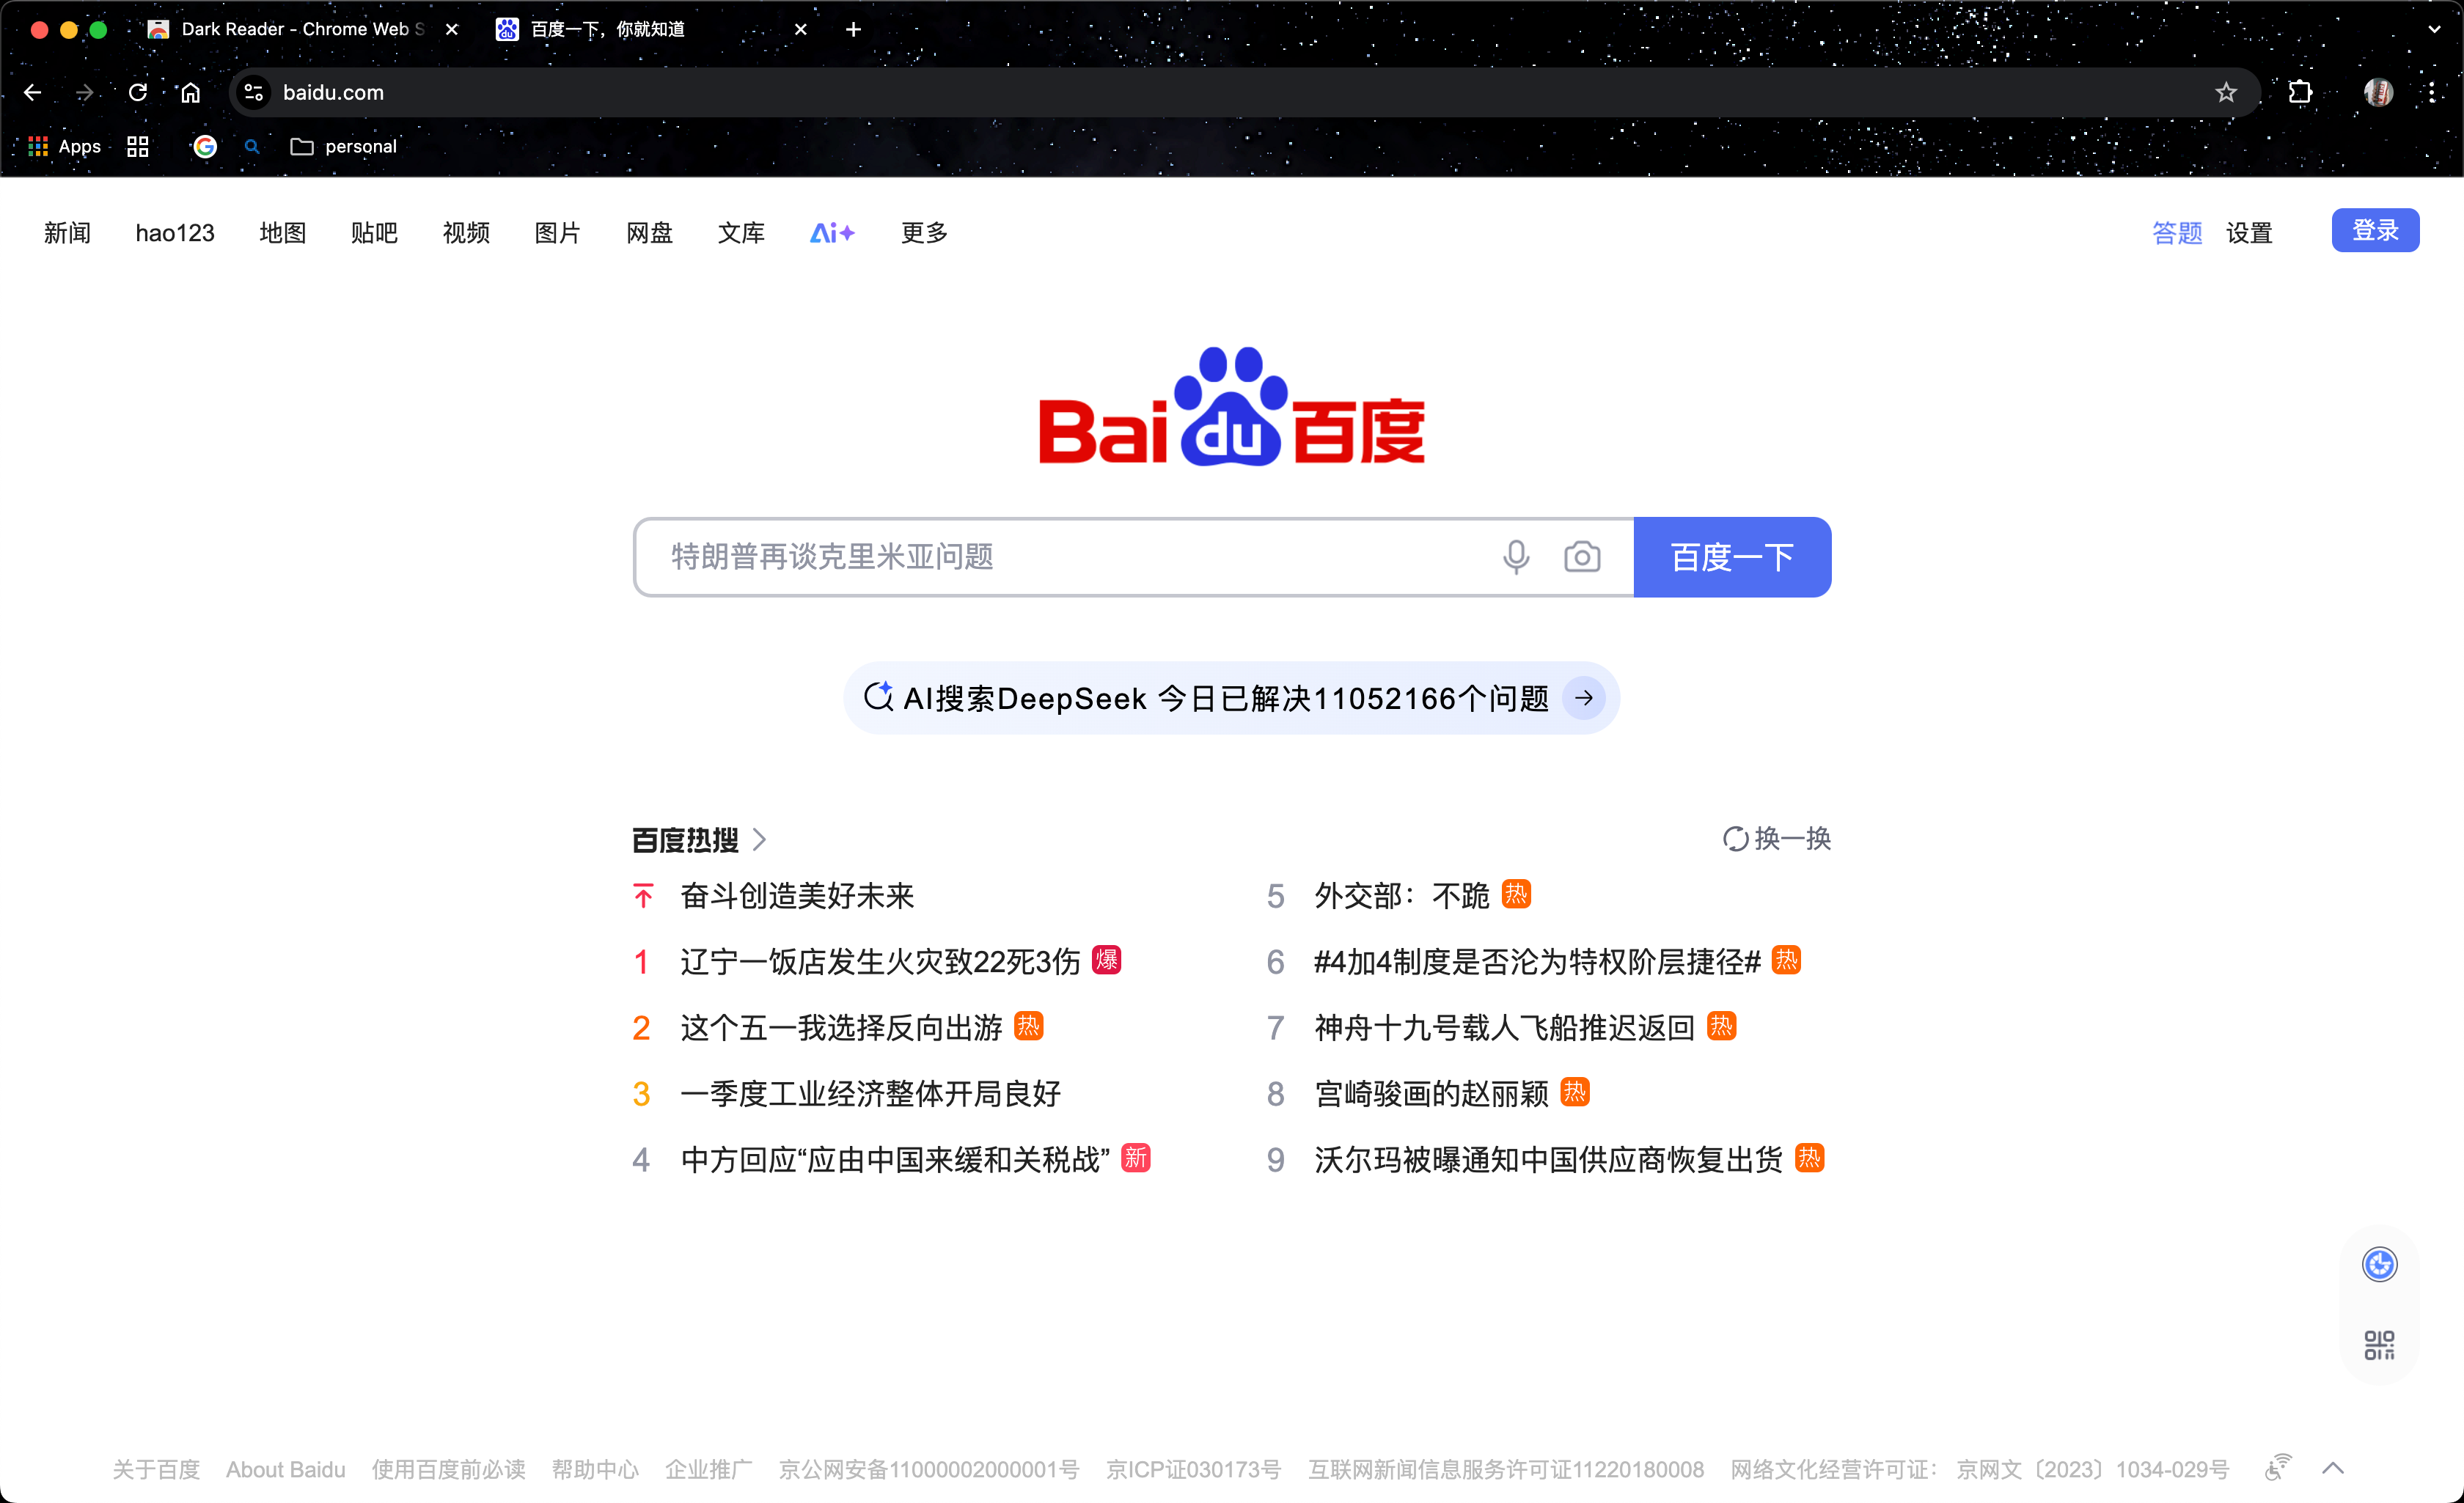 Dark Reader - Chrome Web S
百度一下，你就知道
baidu.com
Apps
personal
新闻 hao123 地图 贴吧 视频 图片 网盘 文库 Ai 更多 答题 设置 登录
Bai du 百度
特朗普再谈克里米亚问题 百度一下
AI搜索DeepSeek 今日已解决11052166个问题
百度热搜 换一换
奋斗创造美好未来
1 辽宁一饭店发生火灾致22死3伤 爆
2 这个五一我选择反向出游 热
3 一季度工业经济整体开局良好
4 中方回应“应由中国来缓和关税战” 新
5 外交部：不跪 热
6 #4加4制度是否沦为特权阶层捷径# 热
7 神舟十九号载人飞船推迟返回 热
8 宫崎骏画的赵丽颖 热
9 沃尔玛被曝通知中国供应商恢复出货 热
关于百度 About Baidu 使用百度前必读 帮助中心 企业推广 京公网安备11000002000001号 京ICP证030173号 互联网新闻信息服务许可证11220180008 网络文化经营许可证： 京网文〔2023〕1034-029号